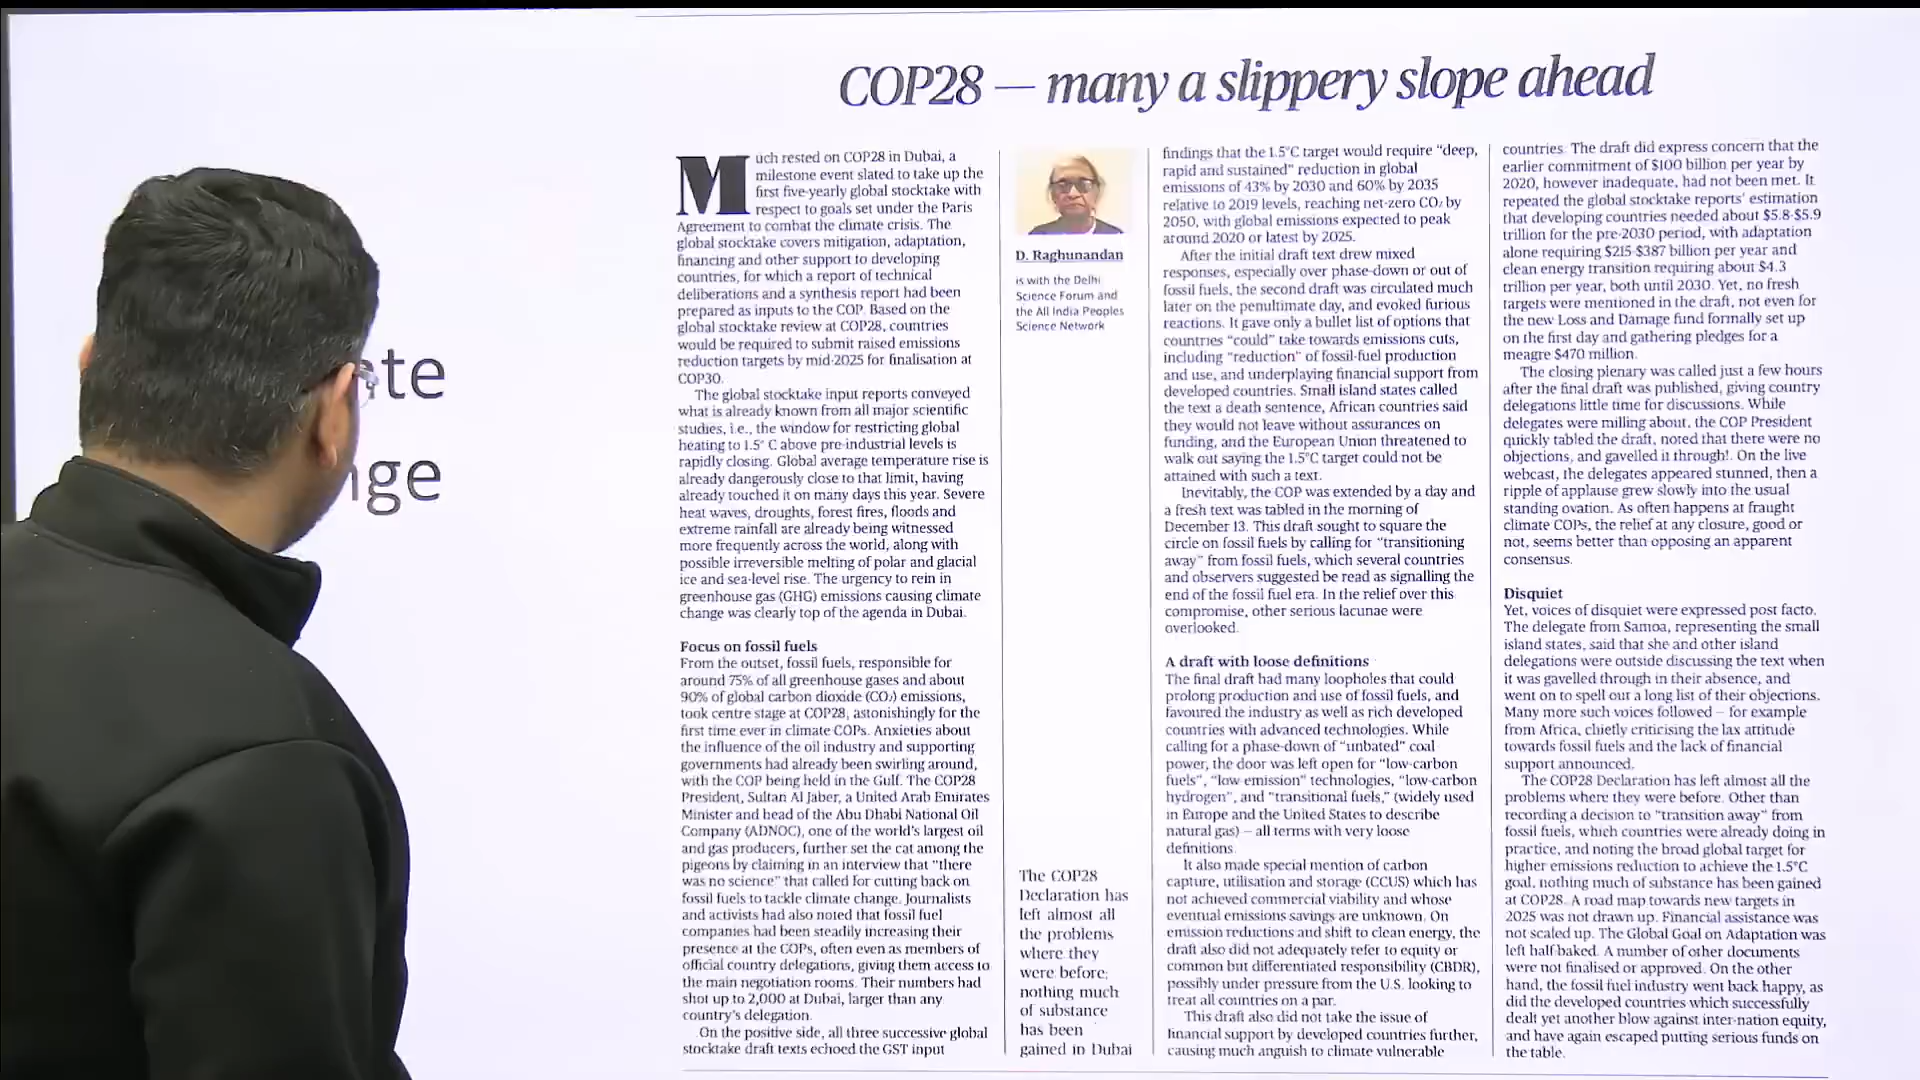 COP28 — many a slippery slope ahead
te
nge
Much rested on COP28 in Dubai, a
milestone event slated to take up the
first five-yearly global stocktake with
respect to goals set under the Paris
Agreement to combat the climate crisis. The
global stocktake covers mitigation, adaptation,
financing and other support to developing
countries, for which a report of technical
deliberations and a synthesis report had been
prepared as inputs to the COP. Based on the
global stocktake review at COP28, countries
would be required to submit raised emissions
reduction targets by mid-2025 for finalisation at
COP30.
The global stocktake input reports conveyed
what is already known from all major scientific
studies, i.e., the window for restricting global
heating to 1.5° C above pre-industrial levels is
rapidly closing. Global average temperature rise is
already dangerously close to that limit, having
already touched it on many days this year. Severe
heat waves, droughts, forest fires, floods and
extreme rainfall are already being witnessed
more frequently across the world, along with
possible irreversible melting of polar and glacial
ice and sea-level rise. The urgency to rein in
greenhouse gas (GHG) emissions causing climate
change was clearly top of the agenda in Dubai.
Focus on fossil fuels
From the outset, fossil fuels, responsible for
around 75% of all greenhouse gases and about
90% of global carbon dioxide (CO₂) emissions,
took centre stage at COP28, astonishingly for the
first time ever in climate COPs. Anxieties about
the influence of the oil industry and supporting
governments had already been swirling around,
with the COP being held in the Gulf. The COP28
President, Sultan Al Jaber, a United Arab Emirates
Minister and head of the Abu Dhabi National Oil
Company (ADNOC), one of the world's largest oil
and gas producers, further set the cat among the
pigeons by claiming in an interview that "there
was no science" that called for cutting back on
fossil fuels to tackle climate change. Journalists
and activists had also noted that fossil fuel
companies had been steadily increasing their
presence at the COPs, often even as members of
official country delegations, giving them access to
the main negotiation rooms. Their numbers had
shot up to 2,000 at Dubai, larger than any
country's delegation.
On the positive side, all three successive global
stocktake draft texts echoed the GST input
D. Raghunandan
is with the Delhi
Science Forum and
the All India Peoples
Science Network
The COP28
Declaration has
left almost all
the problems
where they
were before;
nothing much
of substance
has been
gained in Dubai
findings that the 1.5°C target would require "deep,
rapid and sustained" reduction in global
emissions of 43% by 2030 and 60% by 2035
relative to 2019 levels, reaching net-zero CO₂ by
2050, with global emissions expected to peak
around 2020 or latest by 2025.
After the initial draft text drew mixed
responses, especially over phase-down or out of
fossil fuels, the second draft was circulated much
later on the penultimate day, and evoked furious
reactions. It gave only a bullet list of options that
countries "could" take towards emissions cuts,
including "reduction" of fossil-fuel production
and use, and underplaying financial support from
developed countries. Small island states called
the text a death sentence, African countries said
they would not leave without assurances on
funding, and the European Union threatened to
walk out saying the 1.5°C target could not be
attained with such a text.
Inevitably, the COP was extended by a day and
a fresh text was tabled in the morning of
December 13. This draft sought to square the
circle on fossil fuels by calling for "transitioning
away" from fossil fuels, which several countries
and observers suggested be read as signalling the
end of the fossil fuel era. In the relief over this
compromise, other serious lacunae were
overlooked.
A draft with loose definitions
The final draft had many loopholes that could
prolong production and use of fossil fuels, and
favoured the industry as well as rich developed
countries with advanced technologies. While
calling for a phase-down of "unbated" coal
power, the door was left open for "low-carbon
fuels", "low emission" technologies, "low-carbon
hydrogen", and "transitional fuels," (widely used
in Europe and the United States to describe
natural gas) — all terms with very loose
definitions.
It also made special mention of carbon
capture, utilisation and storage (CCUS) which has
not achieved commercial viability and whose
eventual emissions savings are unknown. On
emission reductions and shift to clean energy, the
draft also did not adequately refer to equity or
common but differentiated responsibility (CBDR),
possibly under pressure from the U.S. looking to
treat all countries on a par.
This draft also did not take the issue of
financial support by developed countries further,
causing much anguish to climate vulnerable
countries. The draft did express concern that the
earlier commitment of $100 billion per year by
2020, however inadequate, had not been met. It
repeated the global stocktake reports' estimation
that developing countries needed about $5.8-$5.9
trillion for the pre-2030 period, with adaptation
alone requiring $215-$387 billion per year and
clean energy transition requiring about $4.3
trillion per year, both until 2030. Yet, no fresh
targets were mentioned in the draft, not even for
the new Loss and Damage fund formally set up
on the first day and gathering pledges for a
meagre $470 million.
The closing plenary was called just a few hours
after the final draft was published, giving country
delegations little time for discussions. While
delegates were milling about, the COP President
quickly tabled the draft, noted that there were no
objections, and gavelled it through!. On the live
webcast, the delegates appeared stunned, then a
ripple of applause grew slowly into the usual
standing ovation. As often happens at fraught
climate COPs, the relief at any closure, good or
not, seems better than opposing an apparent
consensus.
Disquiet
Yet, voices of disquiet were expressed post facto.
The delegate from Samoa, representing the small
island states, said that she and other island
delegations were outside discussing the text when
it was gavelled through in their absence, and
went on to spell out a long list of their objections.
Many more such voices followed — for example
from Africa, chiefly criticising the lax attitude
towards fossil fuels and the lack of financial
support announced.
The COP28 Declaration has left almost all the
problems where they were before. Other than
recording a decision to "transition away" from
fossil fuels, which countries were already doing in
practice, and noting the broad global target for
higher emissions reduction to achieve the 1.5°C
goal, nothing much of substance has been gained
at COP28. A road map towards new targets in
2025 was not drawn up. Financial assistance was
not scaled up. The Global Goal on Adaptation was
left half-baked. A number of other documents
were not finalised or approved. On the other
hand, the fossil fuel industry went back happy, as
did the developed countries which successfully
dealt yet another blow against inter-nation equity,
and have again escaped putting serious funds on
the table.